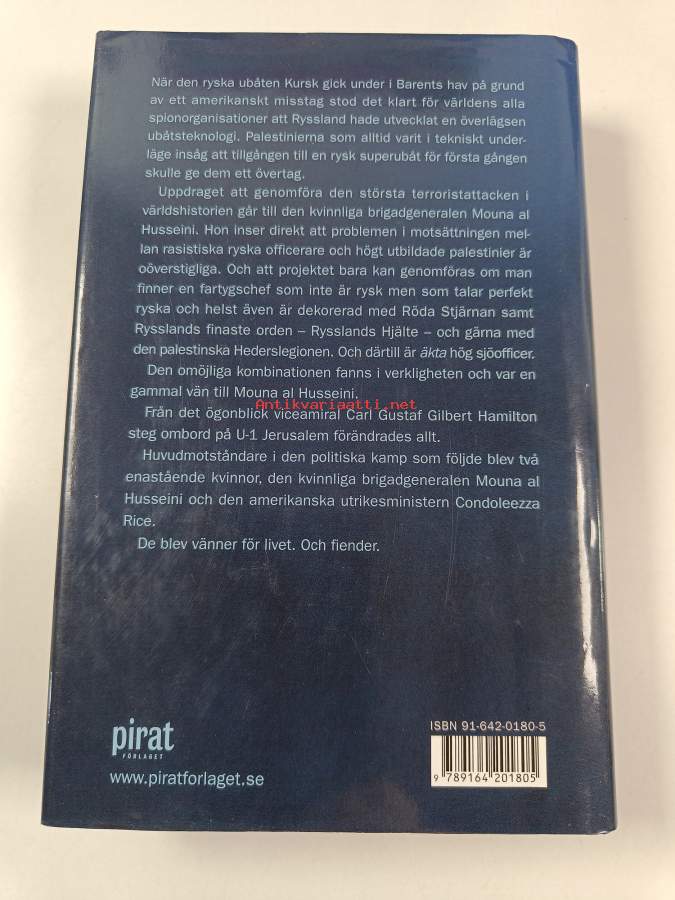 När den ryska ubåten Kursk gick under i Barents hav på grund
av ett amerikanskt misstag stod det klart för världens alla
spionorganisationer att Ryssland hade utvecklat en överlägsen
ubåtsteknologi. Palestinierna som alltid varit i tekniskt under-
läge insåg att tillgången till en rysk superubåt för första gången
skulle ge dem ett övertag.
Uppdraget att genomföra den största terroristattacken i
världshistorien går till den kvinnliga brigadgeneralen Mouna al
Husseini. Hon inser direkt att problemen i motsättningen mel-
lan rasistiska ryska officerare och högt utbildade palestinier är
oöverstigliga. Och att projektet bara kan genomföras om man
finner en fartygschef som inte är rysk men som talar perfekt
ryska och helst även är dekorerad med Röda Stjärnan samt
Rysslands finaste orden – Rysslands Hjälte – och gärna med
den palestinska Hederslegionen. Och därtill är äkta hög sjöofficer.
Den omöjliga kombinationen fanns i verkligheten och var en
gammal vän till Mouna al Husseini.
Antikvariaatti.net
Från det ögonblick viceamiral Carl Gustaf Gilbert Hamilton
steg ombord på U-1 Jerusalem förändrades allt.
Huvudmotståndare i den politiska kamp som följde blev två
enastående kvinnor, den kvinnliga brigadgeneralen Mouna al
Husseini och den amerikanska utrikesministern Condoleezza
Rice.
De blev vänner för livet. Och fiender.
pirat
FÖRLAGET
www.piratforlaget.se
ISBN 91-642-0180-5
9 789164 201805